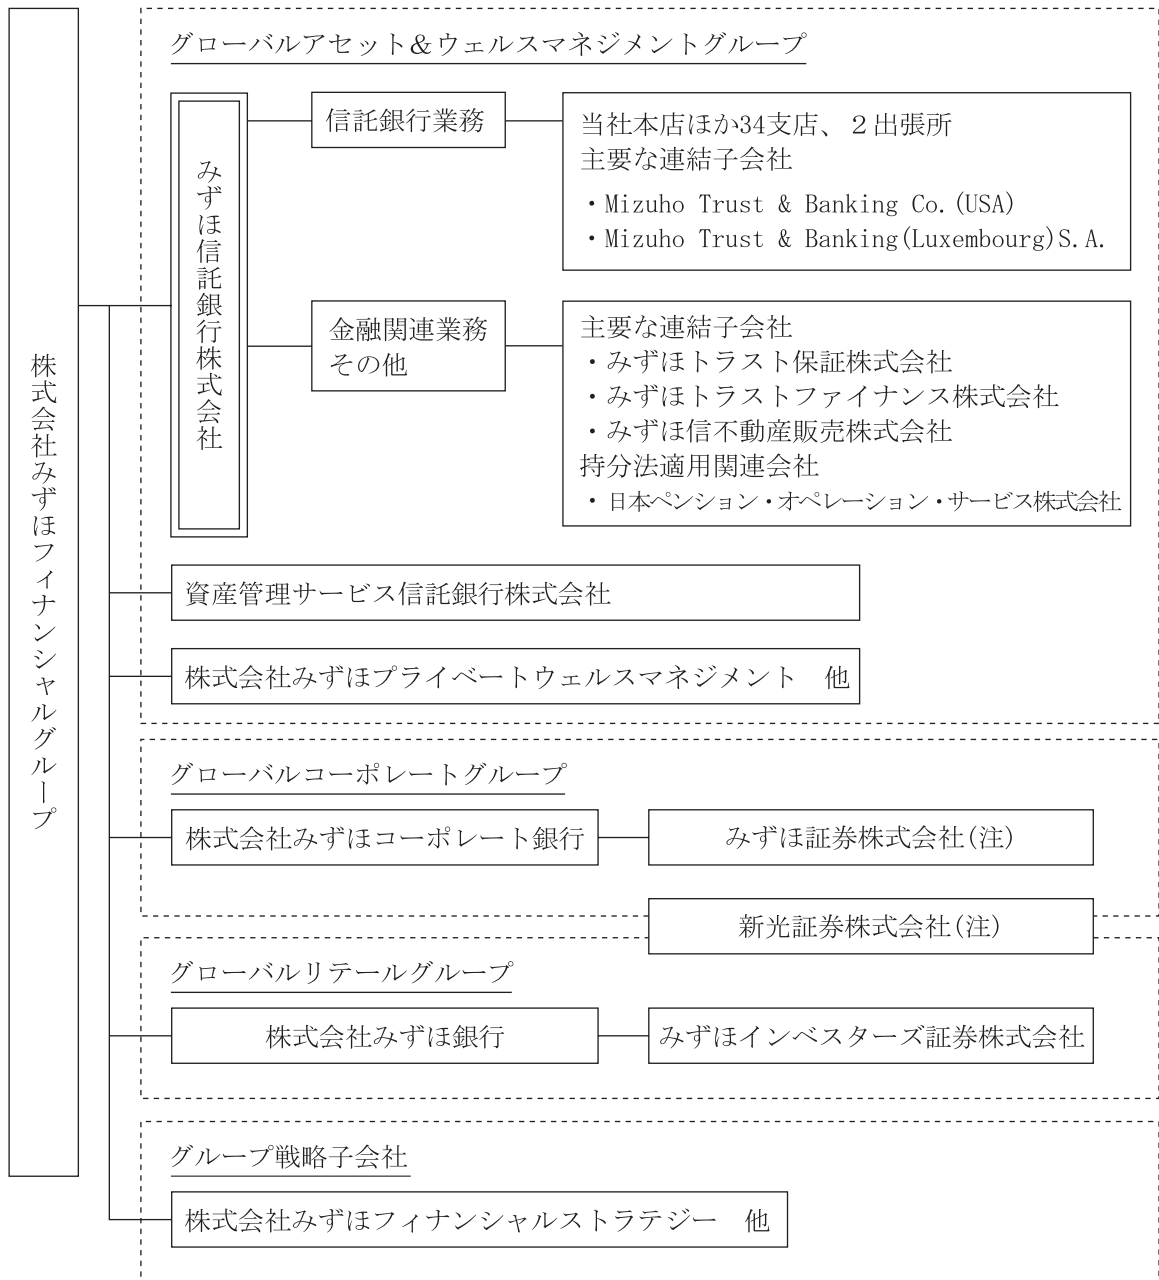 株式会社みずほフィナンシャルグループ
グローバルアセット＆ウェルスマネジメントグループ
みずほ信託銀行株式会社
信託銀行業務
当社本店ほか34支店、２出張所
主要な連結子会社
・Mizuho Trust & Banking Co.(USA)
・Mizuho Trust & Banking(Luxembourg)S.A.
金融関連業務
その他
主要な連結子会社
・みずほトラスト保証株式会社
・みずほトラストファイナンス株式会社
・みずほ信不動産販売株式会社
持分法適用関連会社
・日本ペンション・オペレーション・サービス株式会社
資産管理サービス信託銀行株式会社
株式会社みずほプライベートウェルスマネジメント　他
グローバルコーポレートグループ
株式会社みずほコーポレート銀行
みずほ証券株式会社(注)
新光証券株式会社(注)
グローバルリテールグループ
株式会社みずほ銀行
みずほインベスターズ証券株式会社
グループ戦略子会社
株式会社みずほフィナンシャルストラテジー　他